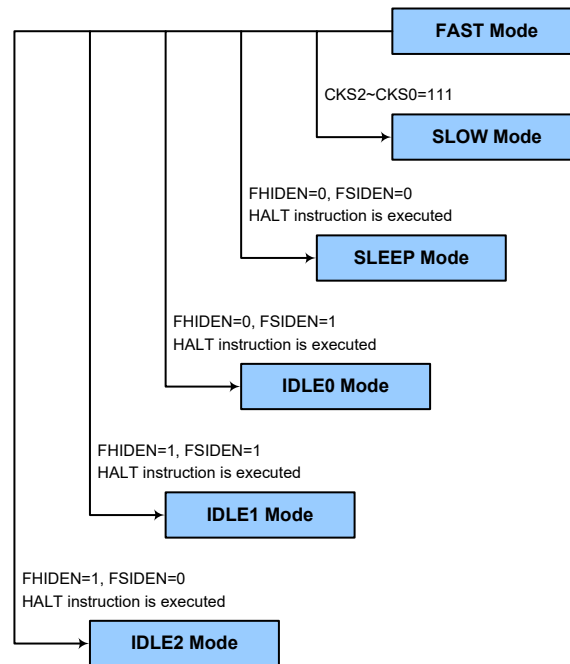 FAST Mode
CKS2~CKS0=111
SLOW Mode
FHIDEN=0, FSIDEN=0
HALT instruction is executed
SLEEP Mode
FHIDEN=0, FSIDEN=1
HALT instruction is executed
IDLE0 Mode
FHIDEN=1, FSIDEN=1
HALT instruction is executed
IDLE1 Mode
FHIDEN=1, FSIDEN=0
HALT instruction is executed
IDLE2 Mode